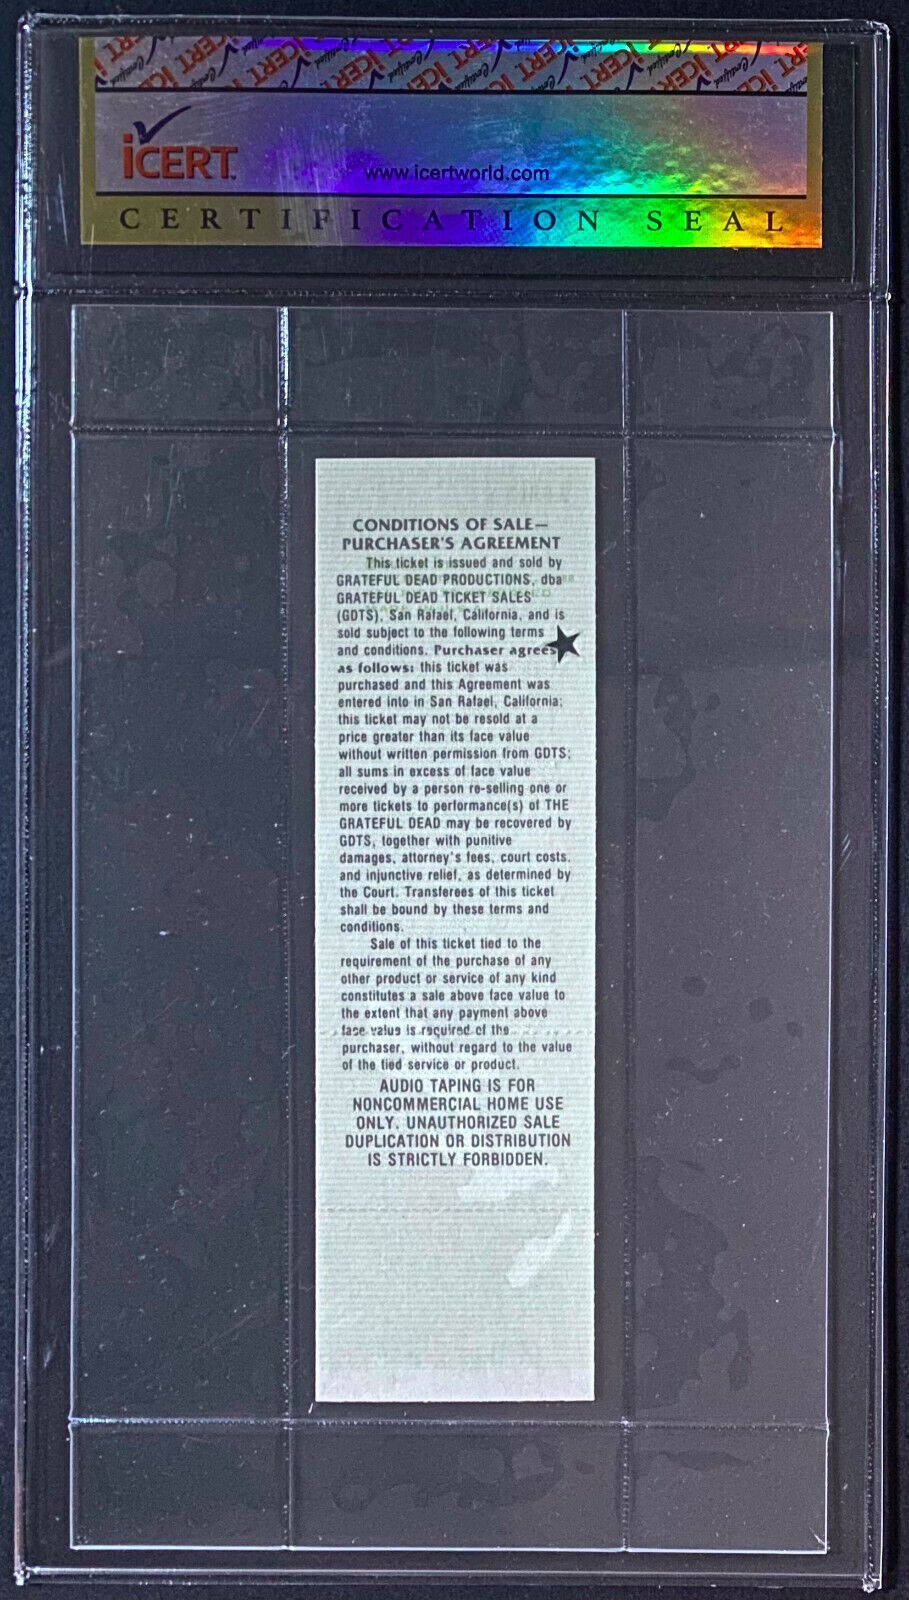 iCERT
www.icertworld.com
CERTIFICATION SEAL
CONDITIONS OF SALE—
PURCHASER'S AGREEMENT
This ticket is issued and sold by
GRATEFUL DEAD PRODUCTIONS, dba
GRATEFUL DEAD TICKET SALES
(GDTS), San Rafael, California, and is
sold subject to the following terms
and conditions. Purchaser agrees
as follows: this ticket was
purchased and this Agreement was
entered into in San Rafael, California;
this ticket may not be resold at a
price greater than its face value
without written permission from GDTS;
all sums in excess of face value
received by a person re-selling one or
more tickets to performance(s) of THE
GRATEFUL DEAD may be recovered by
GDTS, together with punitive
damages, attorney's fees, court costs,
and injunctive relief, as determined by
the Court. Transferees of this ticket
shall be bound by these terms and
conditions.
Sale of this ticket tied to the
requirement of the purchase of any
other product or service of any kind
constitutes a sale above face value to
the extent that any payment above
face value is required of the
purchaser, without regard to the value
of the tied service or product.
AUDIO TAPING IS FOR
NONCOMMERCIAL HOME USE
ONLY. UNAUTHORIZED SALE
DUPLICATION OR DISTRIBUTION
IS STRICTLY FORBIDDEN.